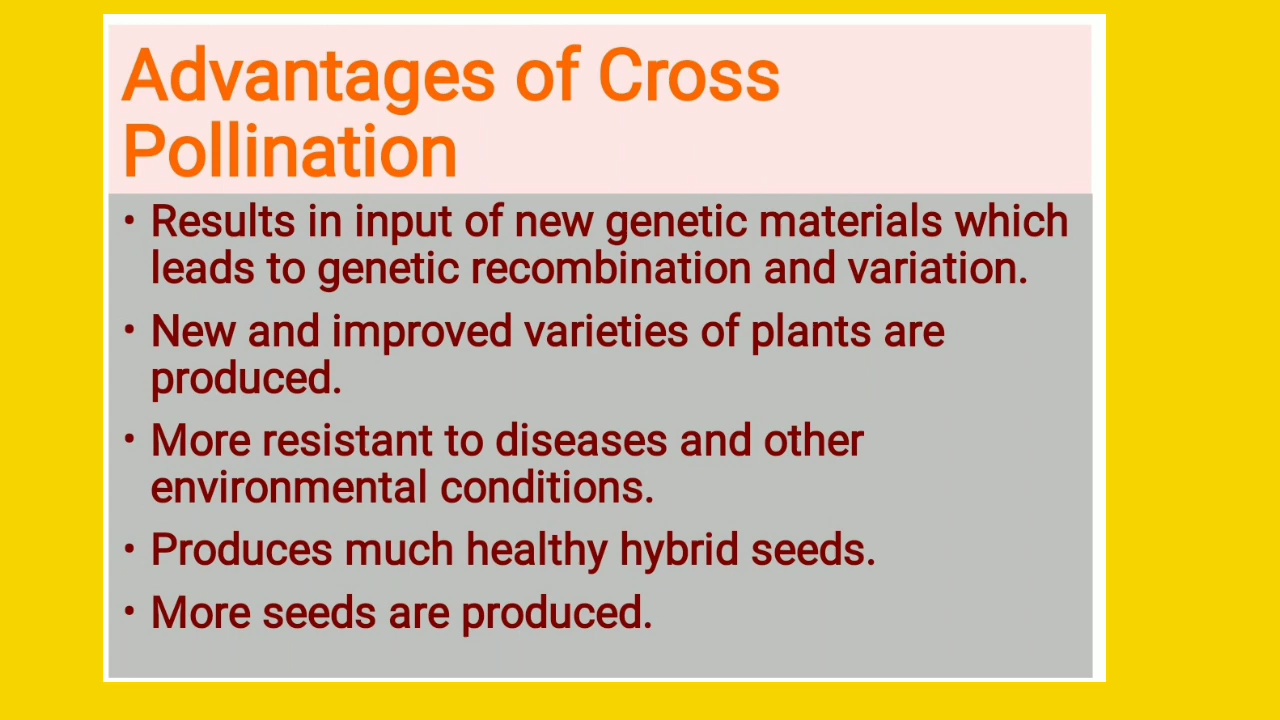 Advantages of Cross
Pollination
• Results in input of new genetic materials which
leads to genetic recombination and variation.
• New and improved varieties of plants are
produced.
• More resistant to diseases and other
environmental conditions.
• Produces much healthy hybrid seeds.
• More seeds are produced.